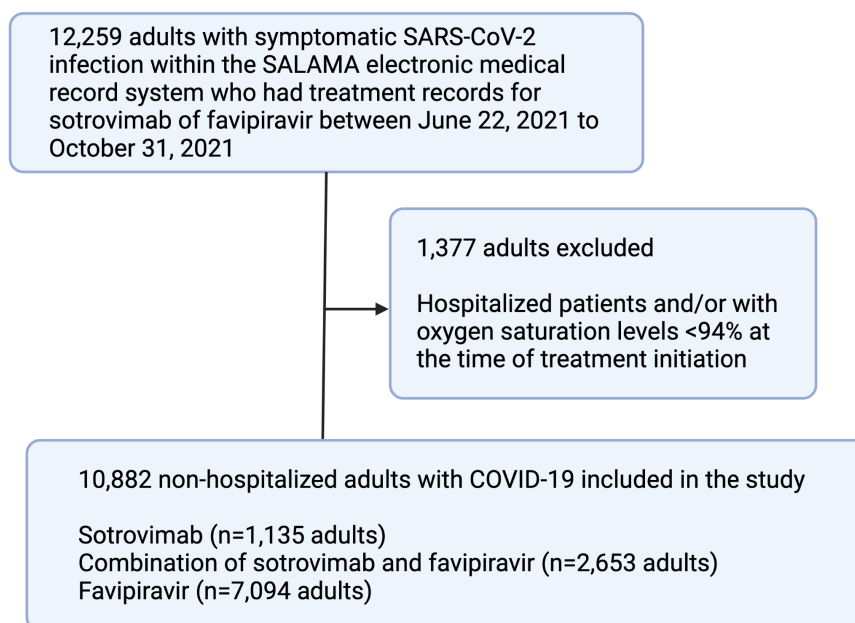 12,259 adults with symptomatic SARS-CoV-2
infection within the SALAMA electronic medical
record system who had treatment records for
sotrovimab of favipiravir between June 22, 2021 to
October 31, 2021
1,377 adults excluded
Hospitalized patients and/or with
oxygen saturation levels <94% at
the time of treatment initiation
10,882 non-hospitalized adults with COVID-19 included in the study
Sotrovimab (n=1,135 adults)
Combination of sotrovimab and favipiravir (n=2,653 adults)
Favipiravir (n=7,094 adults)